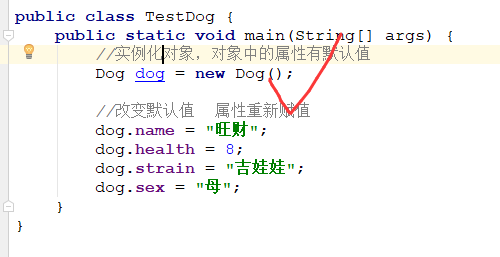 public class TestDog {
public static void main(String[] args) {
//实例化对象，对象中的属性有默认值
Dog dog = new Dog();
//改变默认值  属性重新赋值
dog.name = "旺财";
dog.health = 8;
dog.strain = "吉娃娃";
dog.sex = "母";
}
}